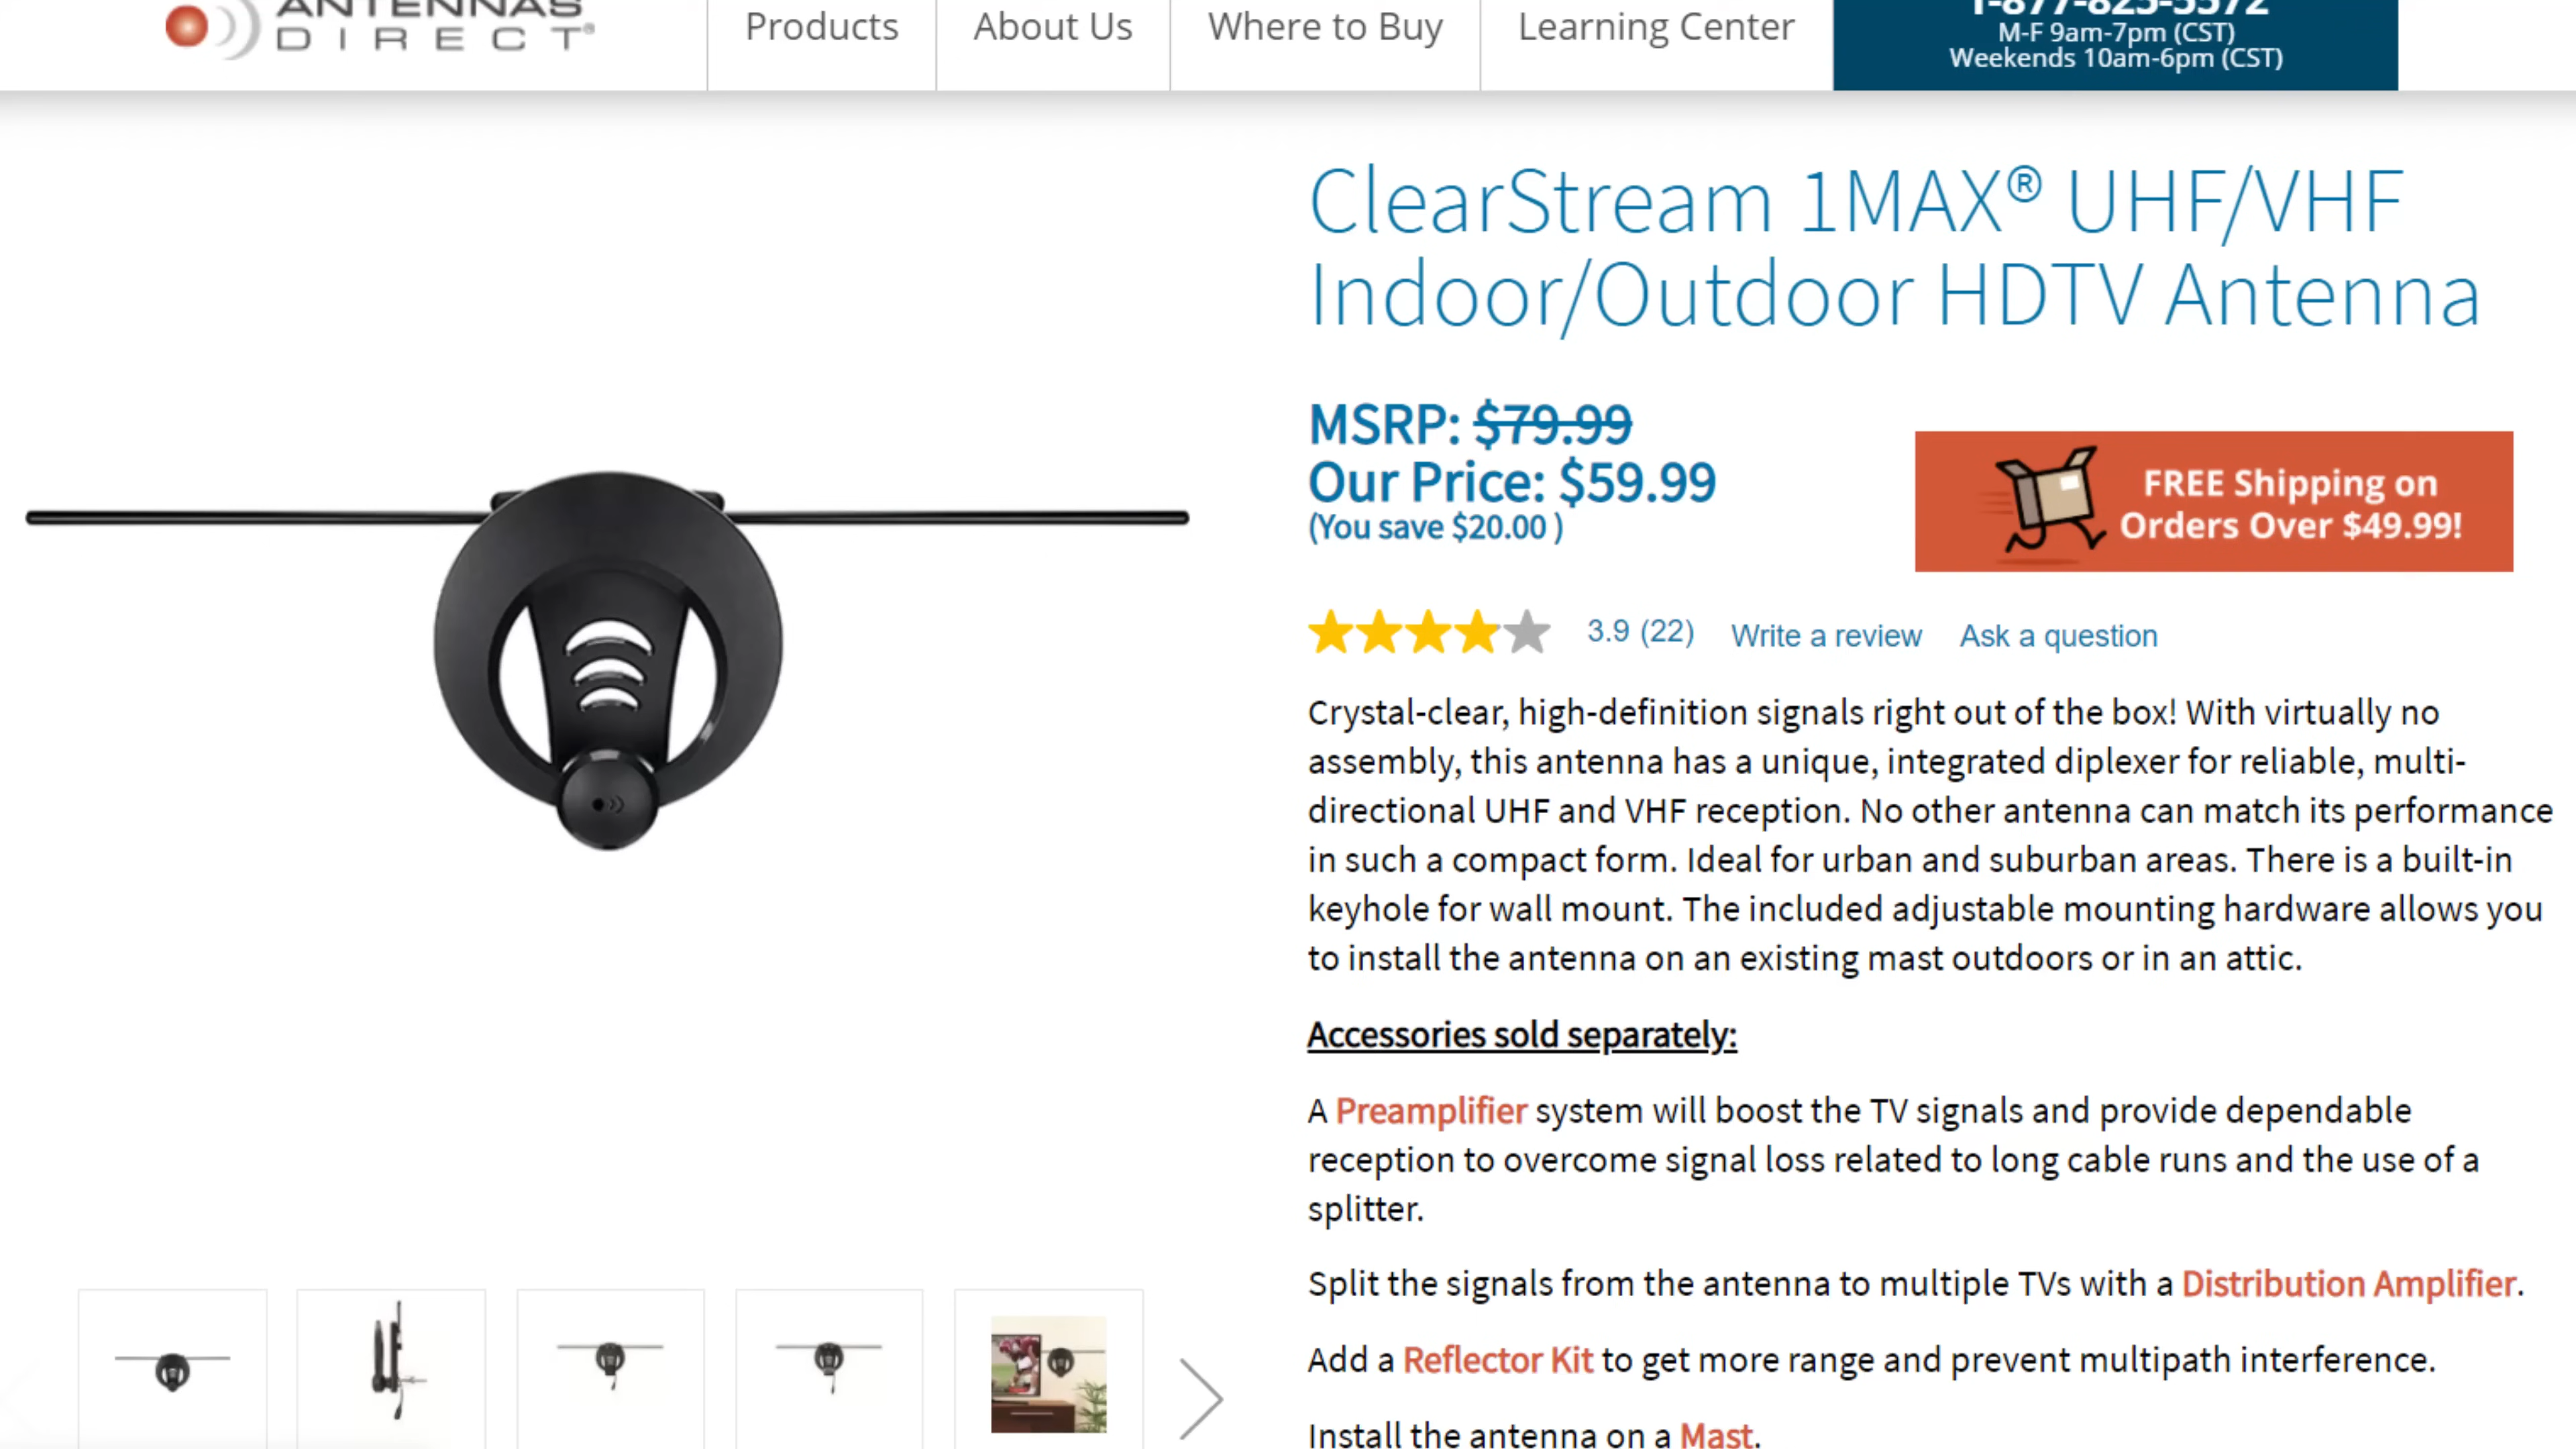 ANTENNAS
DIRECT®
Products
About Us
Where to Buy
Learning Center
1-877-825-5572
M-F 9am-7pm (CST)
Weekends 10am-6pm (CST)
ClearStream 1MAX® UHF/VHF
Indoor/Outdoor HDTV Antenna
MSRP: $79.99
Our Price: $59.99
(You save $20.00 )
FREE Shipping on
Orders Over $49.99!
3.9 (22) Write a review Ask a question
Crystal-clear, high-definition signals right out of the box! With virtually no
assembly, this antenna has a unique, integrated diplexer for reliable, multi-
directional UHF and VHF reception. No other antenna can match its performance
in such a compact form. Ideal for urban and suburban areas. There is a built-in
keyhole for wall mount. The included adjustable mounting hardware allows you
to install the antenna on an existing mast outdoors or in an attic.
Accessories sold separately:
A Preamplifier system will boost the TV signals and provide dependable
reception to overcome signal loss related to long cable runs and the use of a
splitter.
Split the signals from the antenna to multiple TVs with a Distribution Amplifier.
Add a Reflector Kit to get more range and prevent multipath interference.
Install the antenna on a Mast.